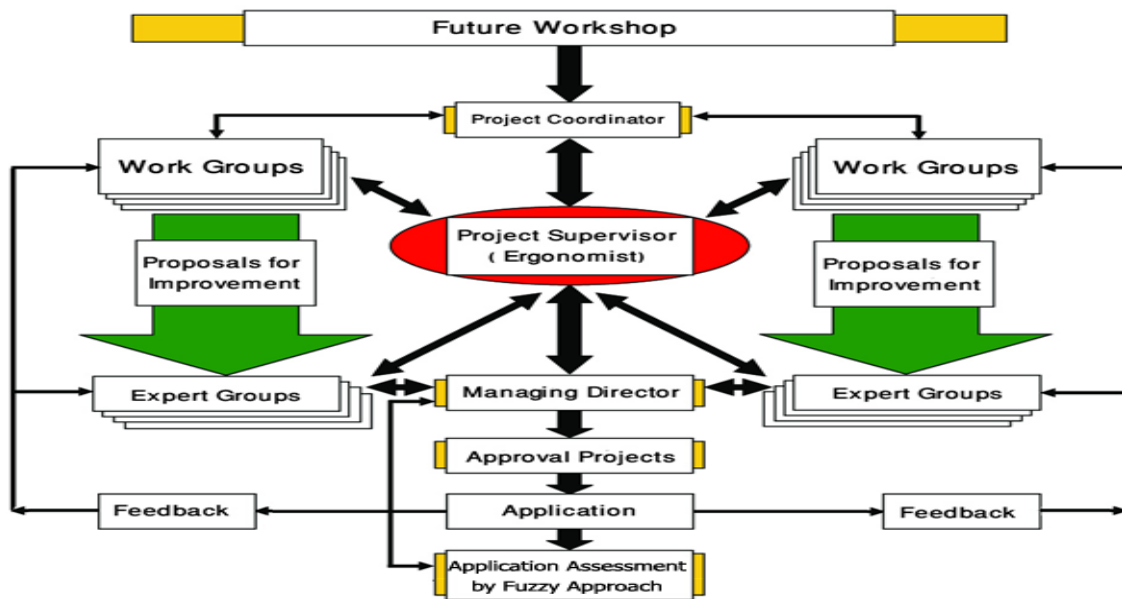 Future Workshop
Project Coordinator
Work Groups
Work Groups
Project Supervisor
( Ergonomist)
Proposals for
Improvement
Proposals for
Improvement
Expert Groups
Managing Director
Expert Groups
Approval Projects
Feedback
Application
Feedback
Application Assessment
by Fuzzy Approach